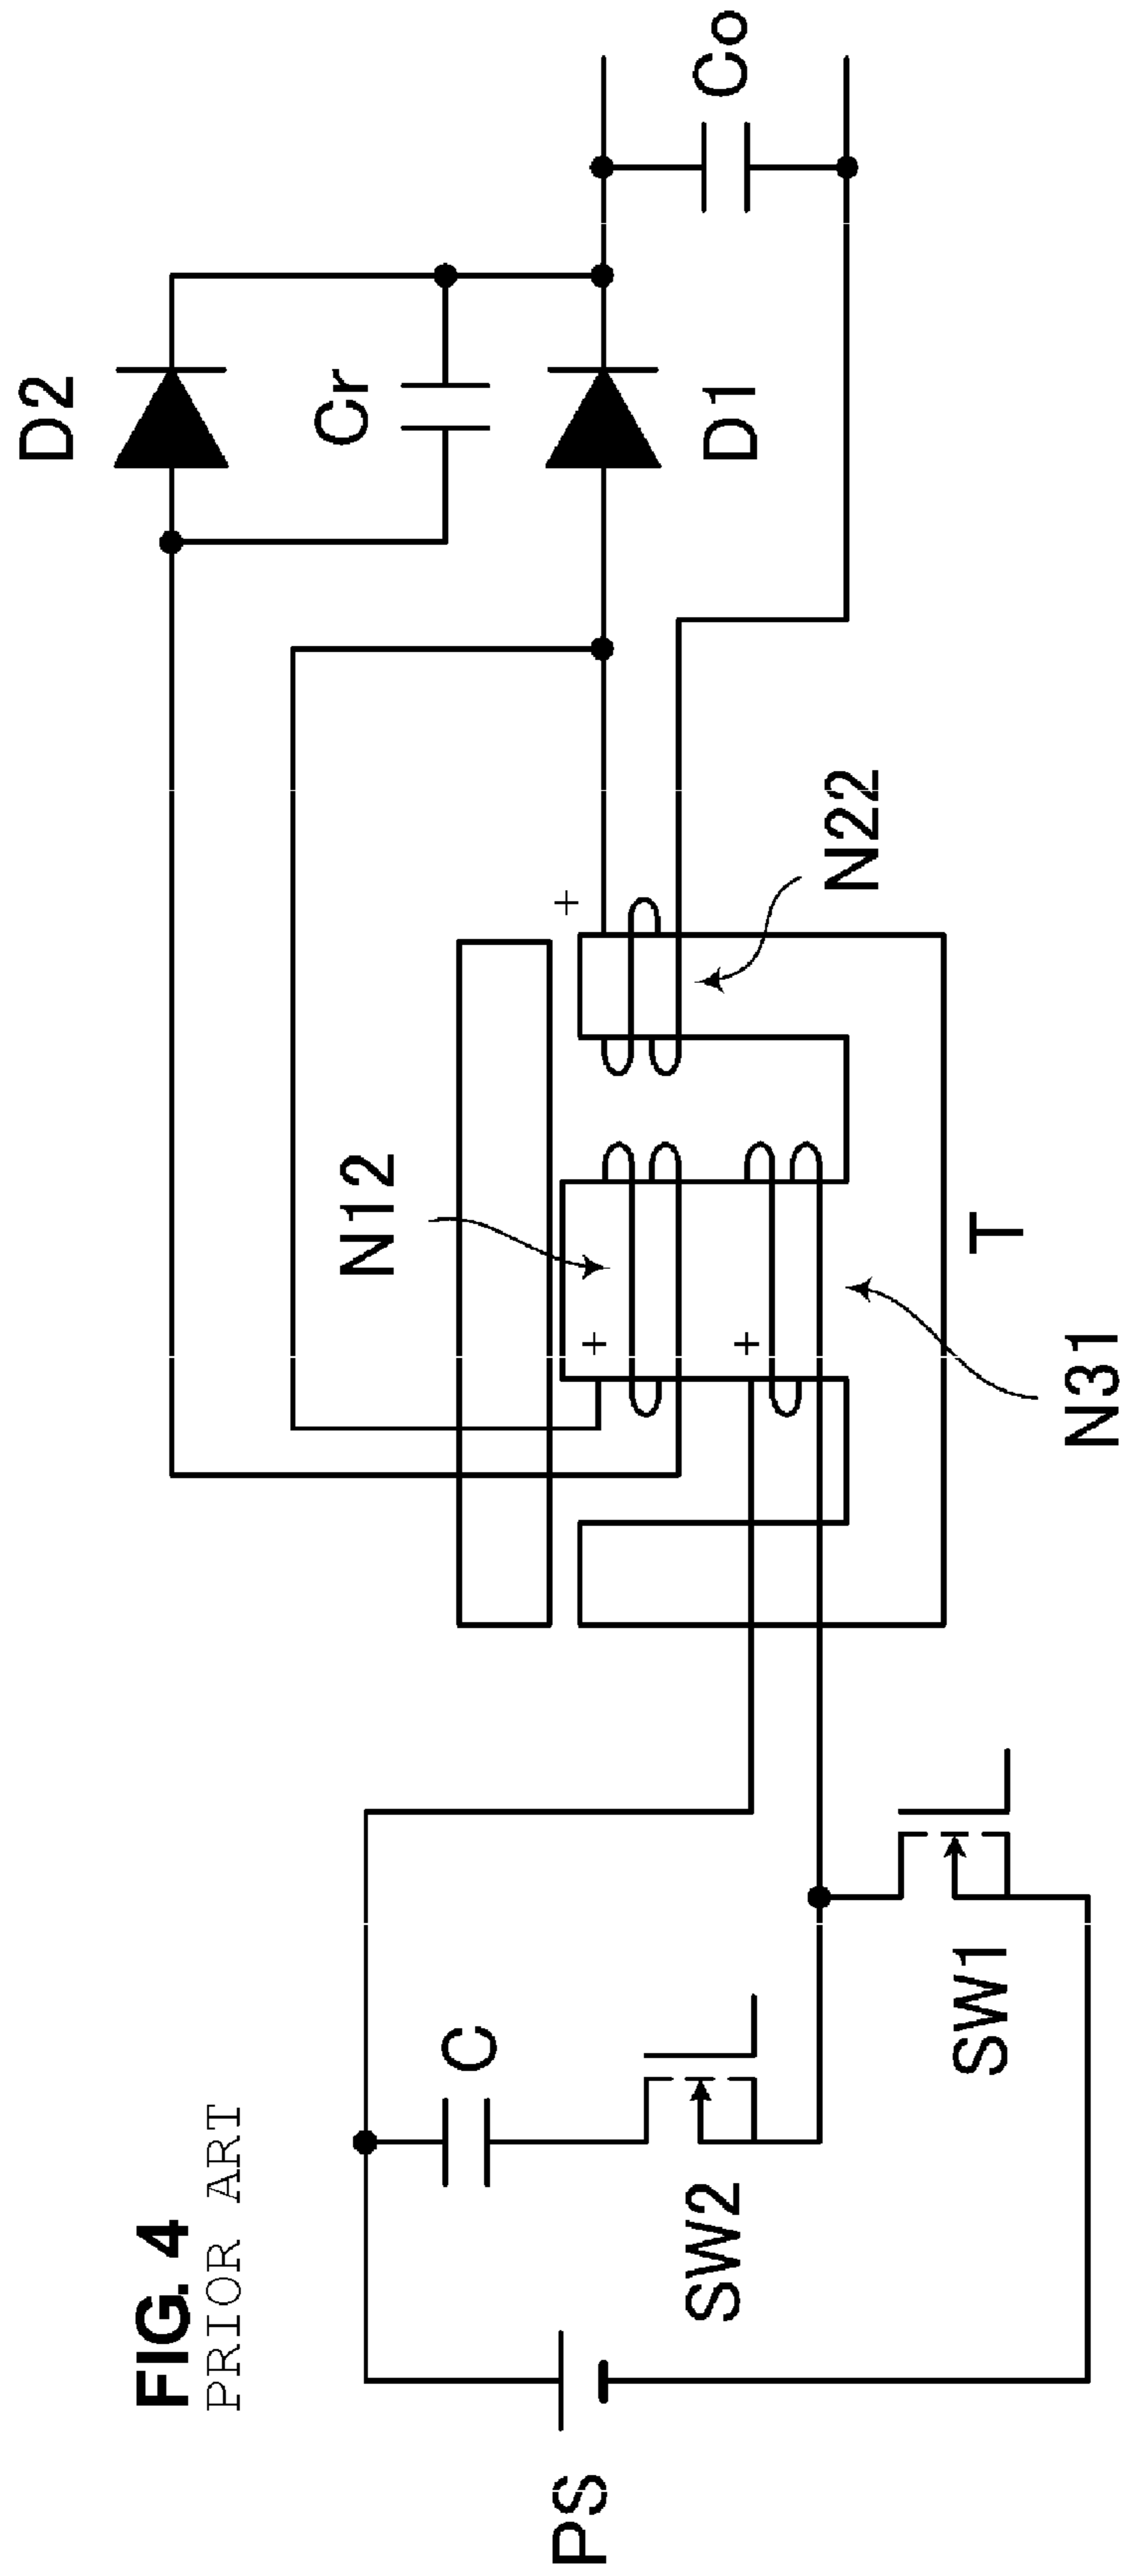 FIG. 4
PRIOR ART
D2
Cr
D1
Co
N12
N22
N31
T
C
SW2
SW1
PS
+
+
+